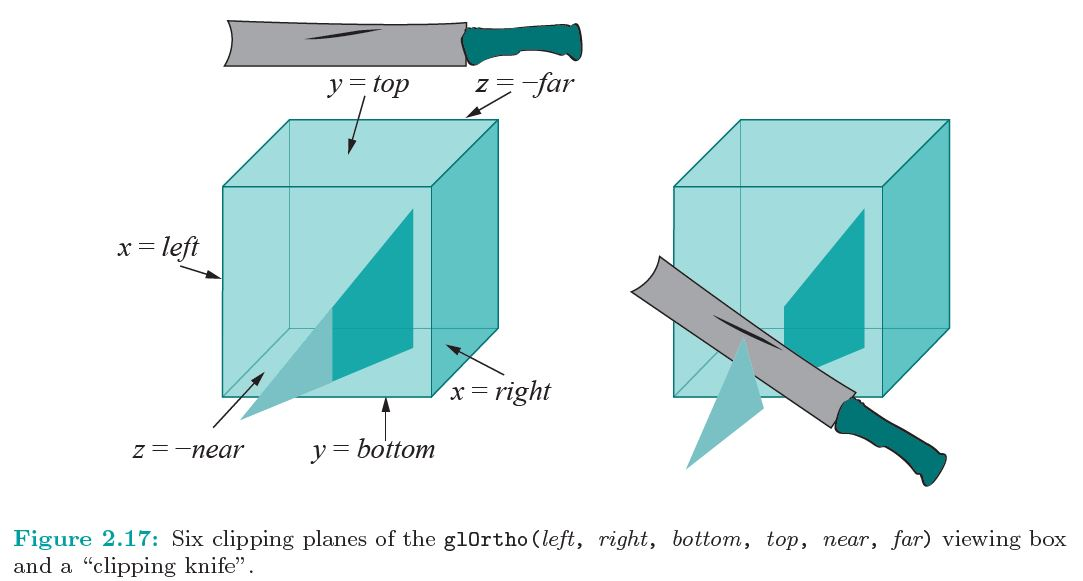 y = top
z = −far
x = left
x = right
z = −near
y = bottom
Figure 2.17: Six clipping planes of the glOrtho(left, right, bottom, top, near, far) viewing box
and a “clipping knife”.